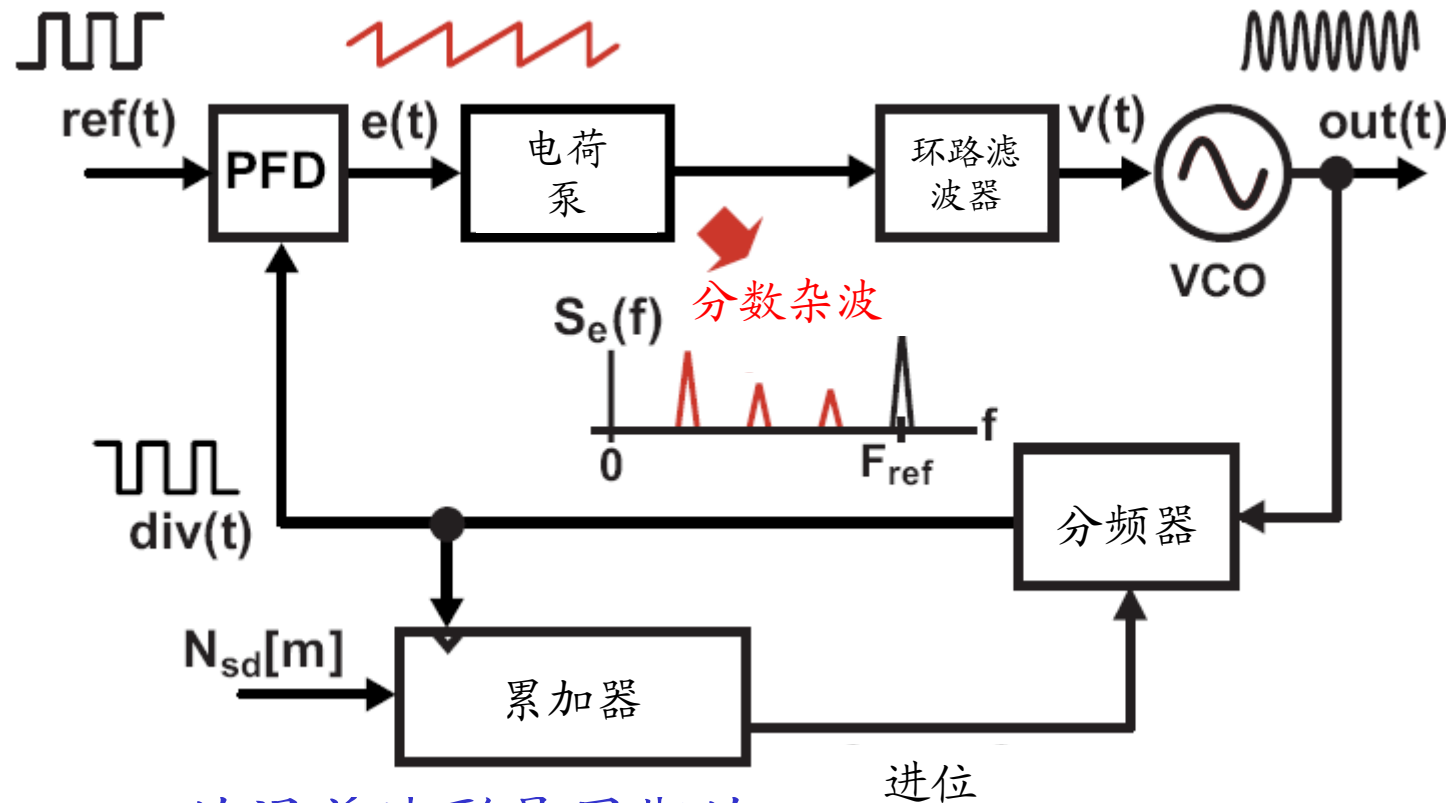 ref(t)
PFD
e(t)
电荷
泵
环路滤
波器
v(t)
VCO
out(t)
分数杂波
Se(f)
0
Fref
f
div(t)
分频器
Nsd[m]
累加器
进位